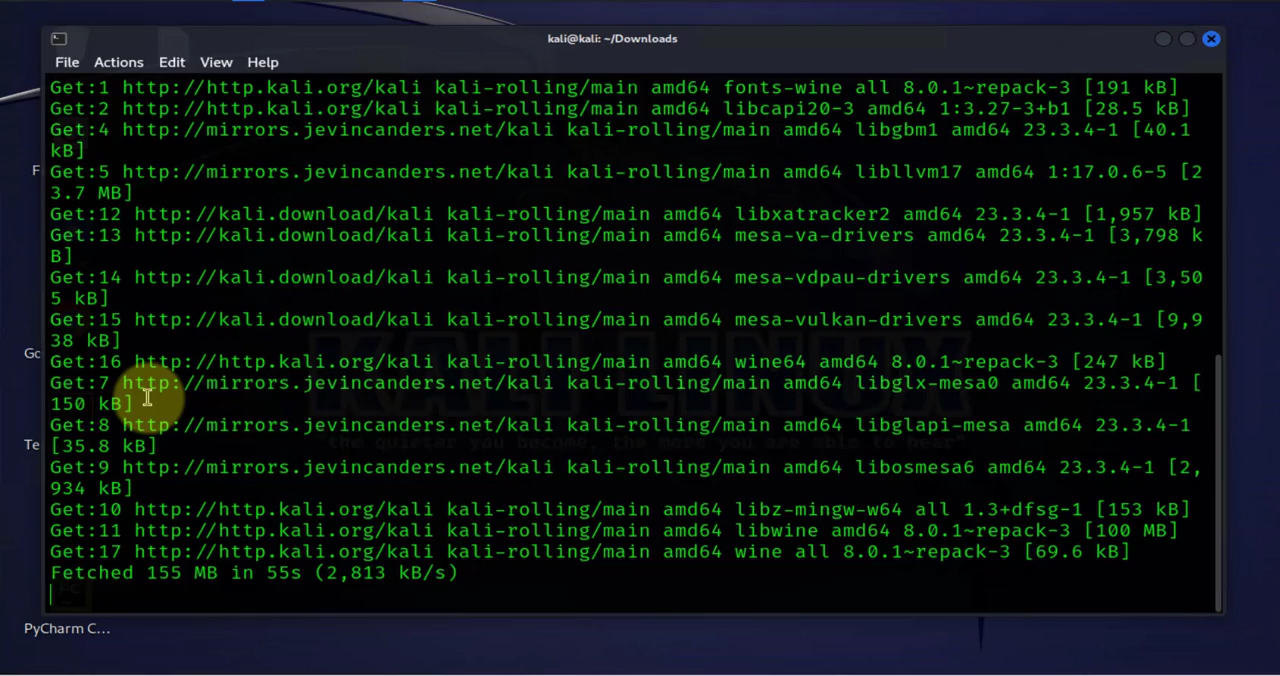 kali@kali: ~/Downloads
File Actions Edit View Help
Get:1 http://http.kali.org/kali kali-rolling/main amd64 fonts-wine all 8.0.1~repack-3 [191 kB]
Get:2 http://http.kali.org/kali kali-rolling/main amd64 libcapi20-3 amd64 1:3.27-3+b1 [28.5 kB]
Get:4 http://mirrors.jevincanders.net/kali kali-rolling/main amd64 libgbm1 amd64 23.3.4-1 [40.1
kB]
Get:5 http://mirrors.jevincanders.net/kali kali-rolling/main amd64 libllvm17 amd64 1:17.0.6-5 [2
3.7 MB]
Get:12 http://kali.download/kali kali-rolling/main amd64 libxatracker2 amd64 23.3.4-1 [1,957 kB]
Get:13 http://kali.download/kali kali-rolling/main amd64 mesa-va-drivers amd64 23.3.4-1 [3,798 k
B]
Get:14 http://kali.download/kali kali-rolling/main amd64 mesa-vdpau-drivers amd64 23.3.4-1 [3,50
5 kB]
Get:15 http://kali.download/kali kali-rolling/main amd64 mesa-vulkan-drivers amd64 23.3.4-1 [9,9
38 kB]
Get:16 http://http.kali.org/kali kali-rolling/main amd64 wine64 amd64 8.0.1~repack-3 [247 kB]
Get:7 http://mirrors.jevincanders.net/kali kali-rolling/main amd64 libglx-mesa0 amd64 23.3.4-1 [
150 kB]
Get:8 http://mirrors.jevincanders.net/kali kali-rolling/main amd64 libglapi-mesa amd64 23.3.4-1
[35.8 kB]
Get:9 http://mirrors.jevincanders.net/kali kali-rolling/main amd64 libosmesa6 amd64 23.3.4-1 [2,
934 kB]
Get:10 http://http.kali.org/kali kali-rolling/main amd64 libz-mingw-w64 all 1.3+dfsg-1 [153 kB]
Get:11 http://http.kali.org/kali kali-rolling/main amd64 libwine amd64 8.0.1~repack-3 [100 MB]
Get:17 http://http.kali.org/kali kali-rolling/main amd64 wine all 8.0.1~repack-3 [69.6 kB]
Fetched 155 MB in 55s (2,813 kB/s)
KALI LINUX
"the quieter you become, the more you are able to hear"
F
Go
Te
PyCharm C...